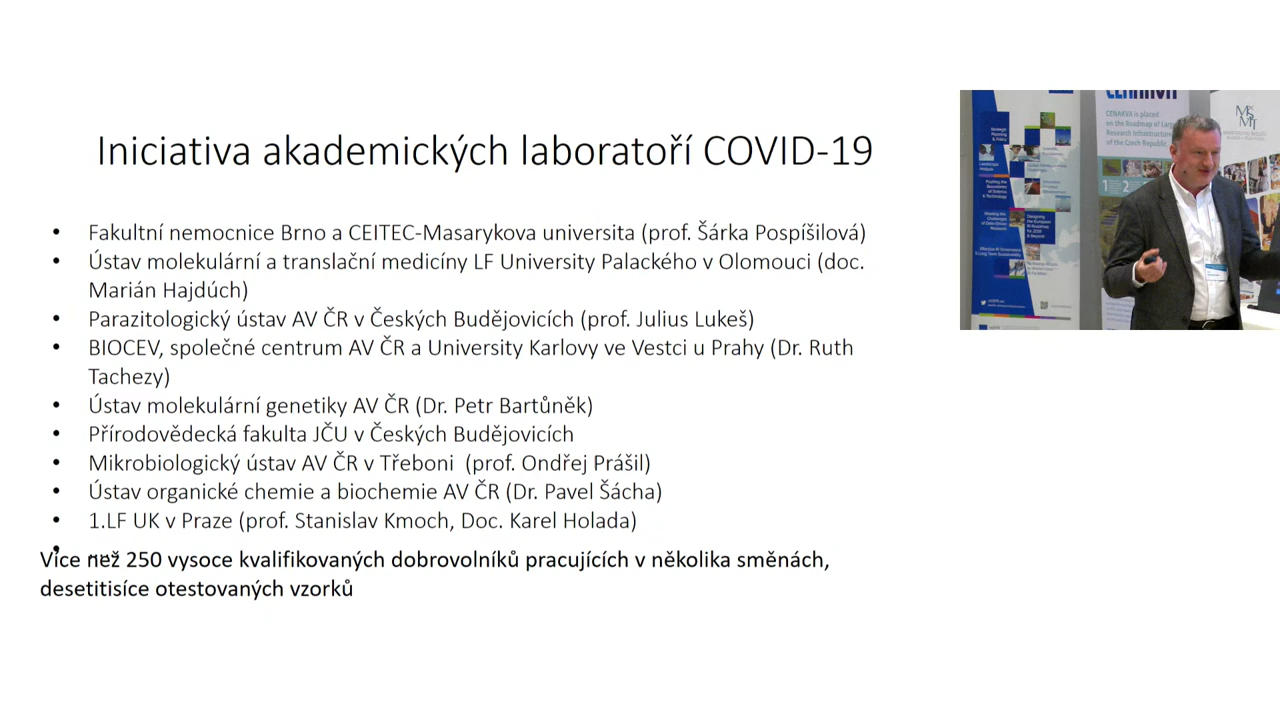 Iniciativa akademických laboratoří COVID-19
• Fakultní nemocnice Brno a CEITEC-Masarykova universita (prof. Šárka Pospíšilová)
• Ústav molekulární a translační medicíny LF University Palackého v Olomouci (doc.
Marián Hajdúch)
• Parazitologický ústav AV ČR v Českých Budějovicích (prof. Julius Lukeš)
• BIOCEV, společné centrum AV ČR a University Karlovy ve Vestci u Prahy (Dr. Ruth
Tachezy)
• Ústav molekulární genetiky AV ČR (Dr. Petr Bartůněk)
• Přírodovědecká fakulta JČU v Českých Budějovicích
• Mikrobiologický ústav AV ČR v Třeboni (prof. Ondřej Prášil)
• Ústav organické chemie a biochemie AV ČR (Dr. Pavel Šácha)
• 1.LF UK v Praze (prof. Stanislav Kmoch, Doc. Karel Holada)
• ....
Více než 250 vysoce kvalifikovaných dobrovolníků pracujících v několika směnách,
desetitisíce otestovaných vzorků
CENAKVA is placed
on the Roadmap of Large
Research Infrastructures
of the Czech Republic
1 2